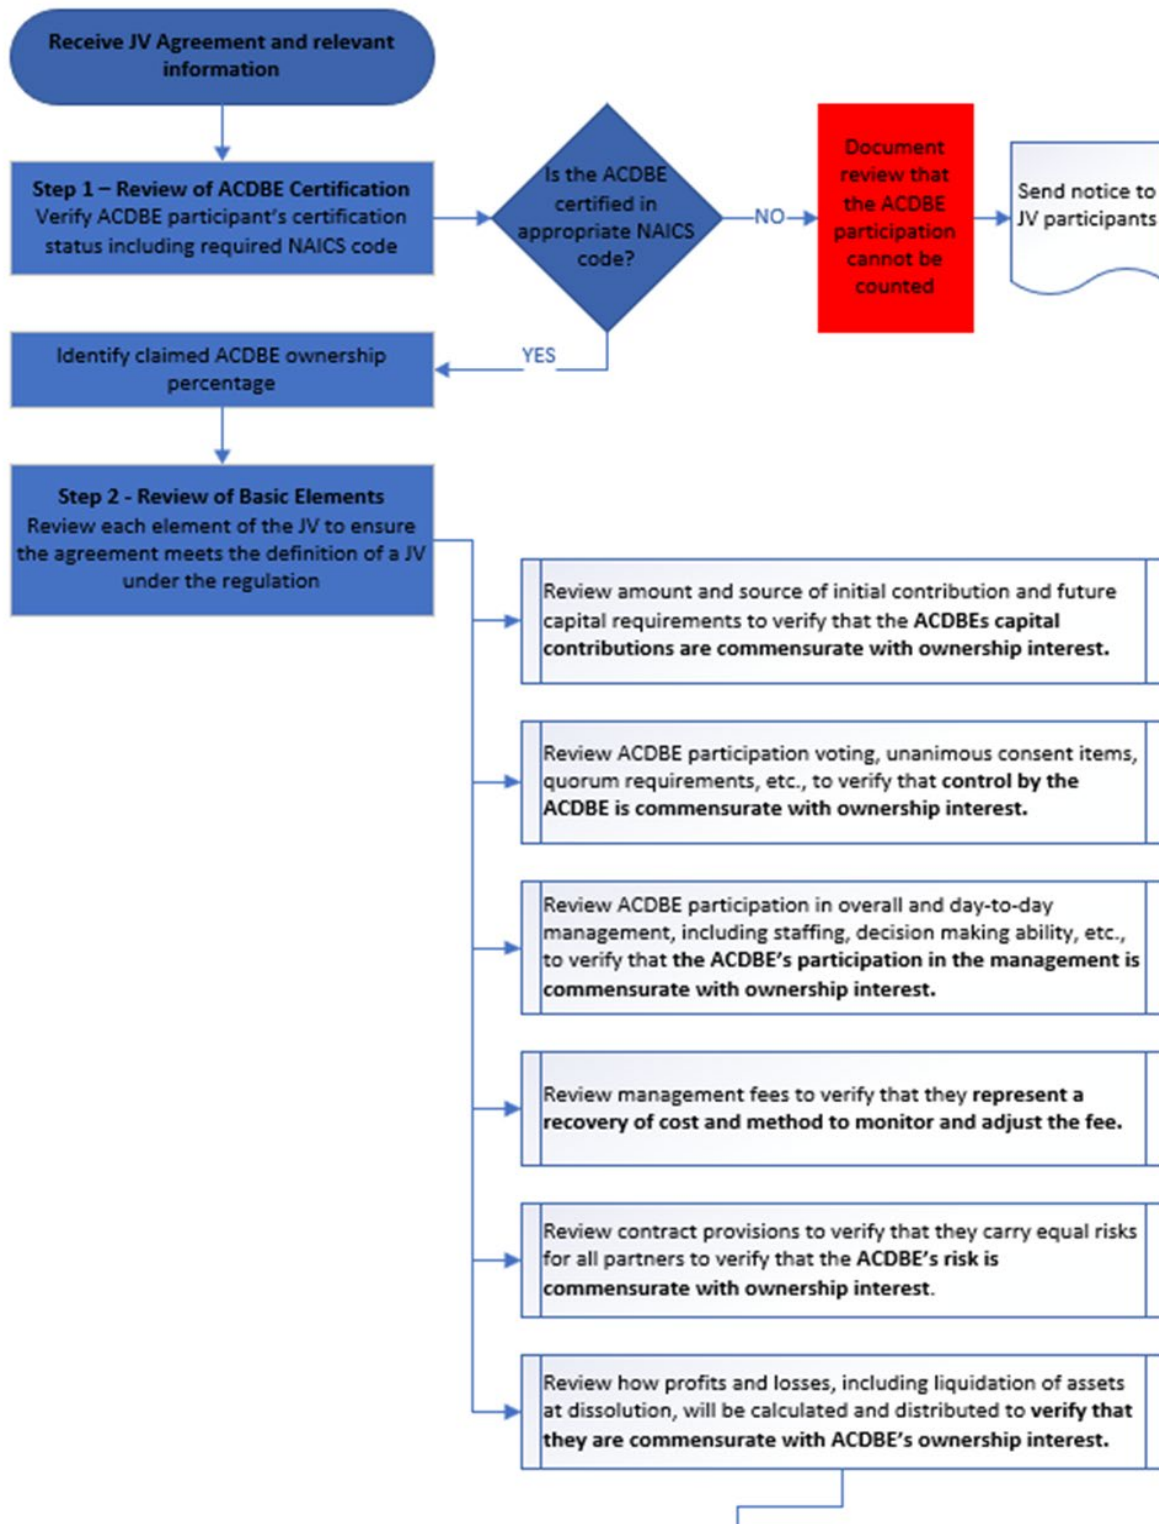 Receive JV Agreement and relevant
information
Step 1 – Review of ACDBE Certification
Verify ACDBE participant's certification
status including required NAICS code
Is the ACDBE
certified in
appropriate NAICS
code?
NO
Document
review that
the ACDBE
participation
cannot be
counted
Send notice to
JV participants
YES
Identify claimed ACDBE ownership
percentage
Step 2 - Review of Basic Elements
Review each element of the JV to ensure
the agreement meets the definition of a JV
under the regulation
Review amount and source of initial contribution and future
capital requirements to verify that the ACDBEs capital
contributions are commensurate with ownership interest.
Review ACDBE participation voting, unanimous consent items,
quorum requirements, etc., to verify that control by the
ACDBE is commensurate with ownership interest.
Review ACDBE participation in overall and day-to-day
management, including staffing, decision making ability, etc.,
to verify that the ACDBE's participation in the management is
commensurate with ownership interest.
Review management fees to verify that they represent a
recovery of cost and method to monitor and adjust the fee.
Review contract provisions to verify that they carry equal risks
for all partners to verify that the ACDBE's risk is
commensurate with ownership interest.
Review how profits and losses, including liquidation of assets
at dissolution, will be calculated and distributed to verify that
they are commensurate with ACDBE's ownership interest.